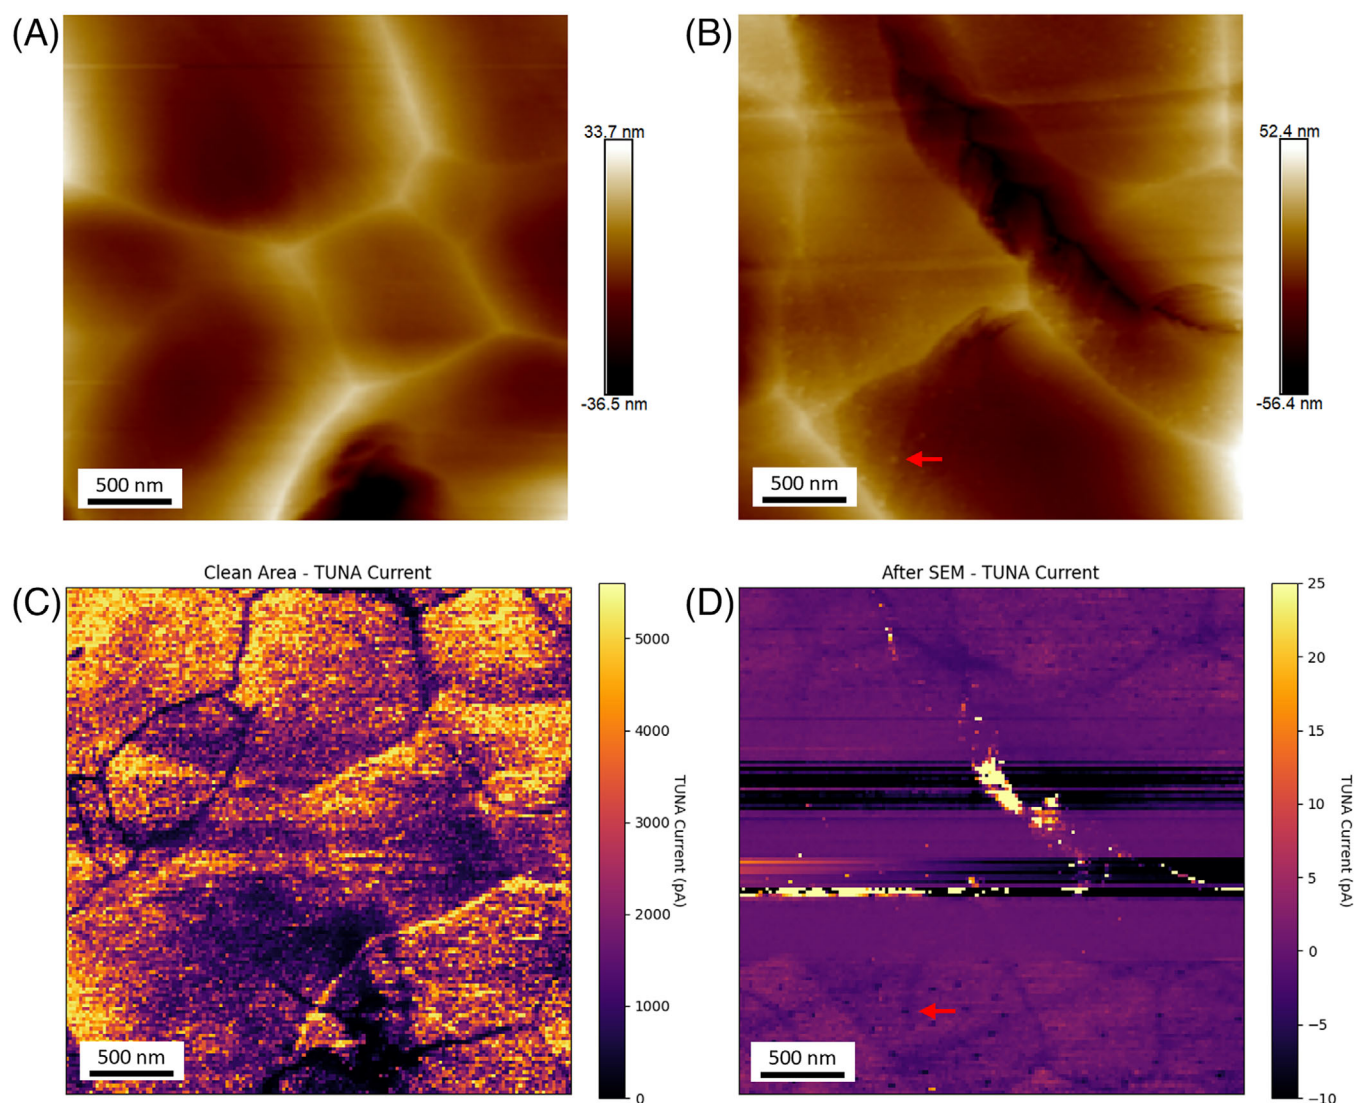 (A)
33.7 nm
-36.5 nm
500 nm
(B)
52.4 nm
-56.4 nm
500 nm
(C)
Clean Area - TUNA Current
5000
4000
3000
2000
1000
0
TUNA Current (pA)
500 nm
(D)
After SEM - TUNA Current
25
20
15
10
5
0
−5
−10
TUNA Current (pA)
500 nm